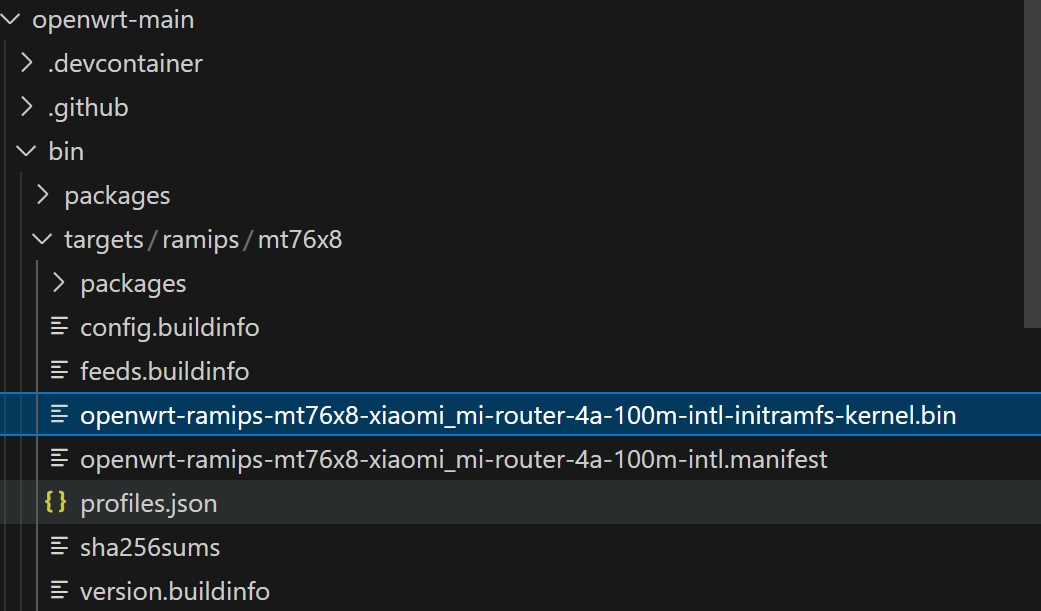 openwrt-main
.devcontainer
.github
bin
packages
targets/ramips/mt76x8
packages
config.buildinfo
feeds.buildinfo
openwrt-ramips-mt76x8-xiaomi_mi-router-4a-100m-intl-initramfs-kernel.bin
openwrt-ramips-mt76x8-xiaomi_mi-router-4a-100m-intl.manifest
{} profiles.json
sha256sums
version.buildinfo